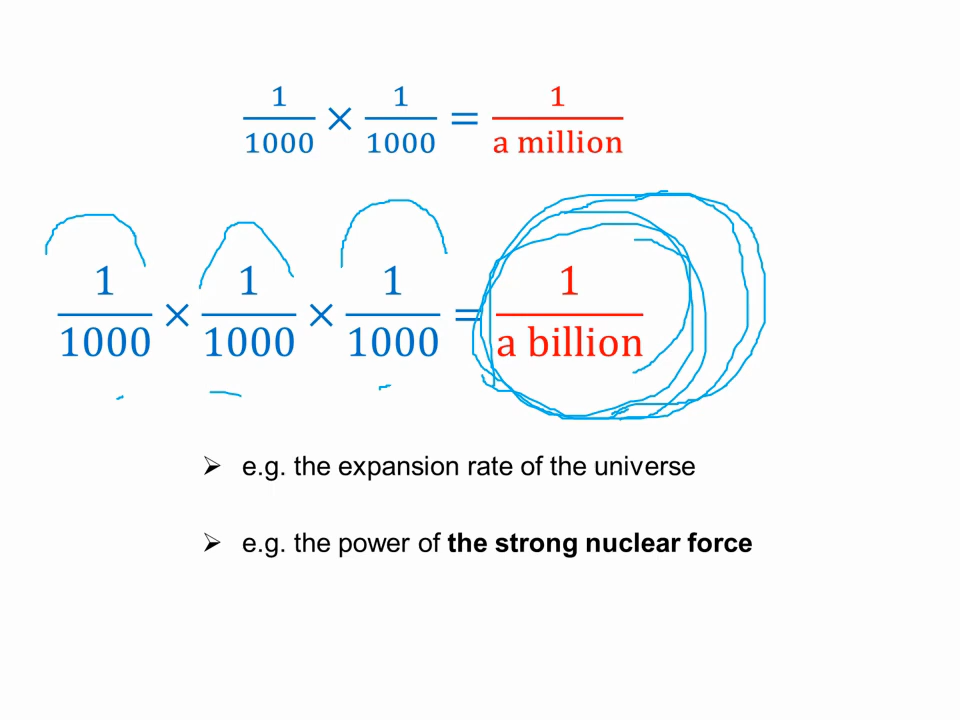 1/1000 × 1/1000 = 1/a million
1/1000 × 1/1000 × 1/1000 = 1/a billion
➢ e.g. the expansion rate of the universe
➢ e.g. the power of the strong nuclear force